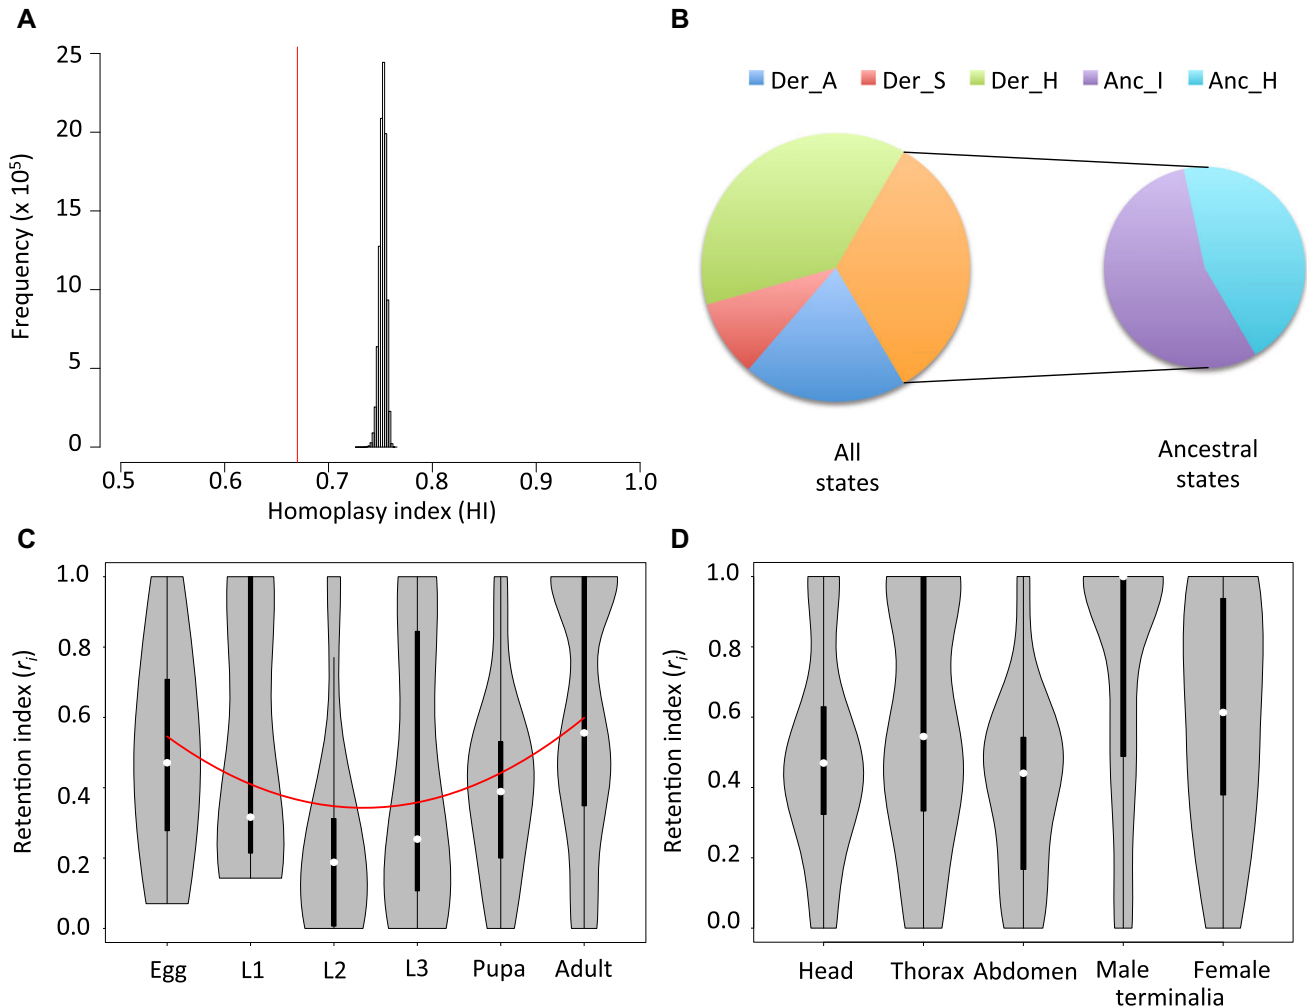 A
25
20
15
10
5
0
Frequency (x 10⁵)
0.5 0.6 0.7 0.8 0.9 1.0
Homoplasy index (HI)
B
Der_A Der_S Der_H Anc_I Anc_H
All
states
Ancestral
states
C
1.0
0.8
0.6
0.4
0.2
0.0
Retention index (rᵢ)
Egg L1 L2 L3 Pupa Adult
D
1.0
0.8
0.6
0.4
0.2
0.0
Retention index (rᵢ)
Head Thorax Abdomen Male Female
terminalia